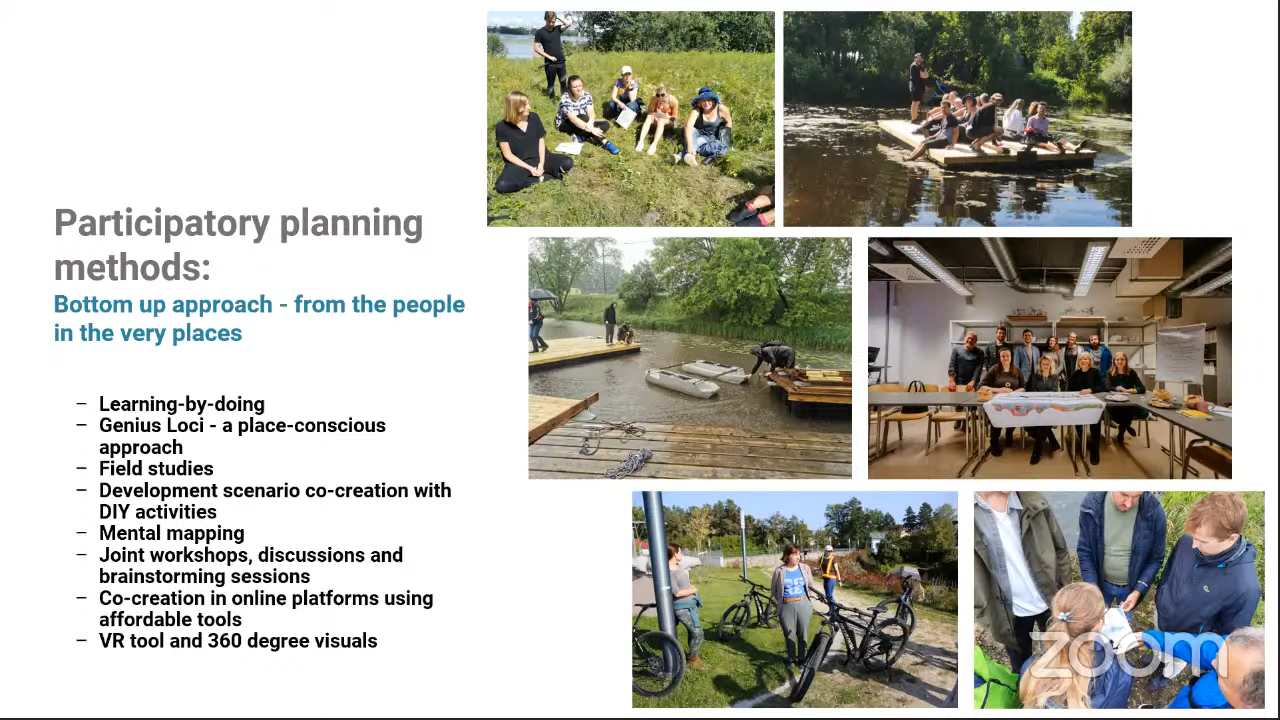 Participatory planning
methods:
Bottom up approach - from the people
in the very places
– Learning-by-doing
– Genius Loci - a place-conscious
approach
– Field studies
– Development scenario co-creation with
DIY activities
– Mental mapping
– Joint workshops, discussions and
brainstorming sessions
– Co-creation in online platforms using
affordable tools
– VR tool and 360 degree visuals
zoom